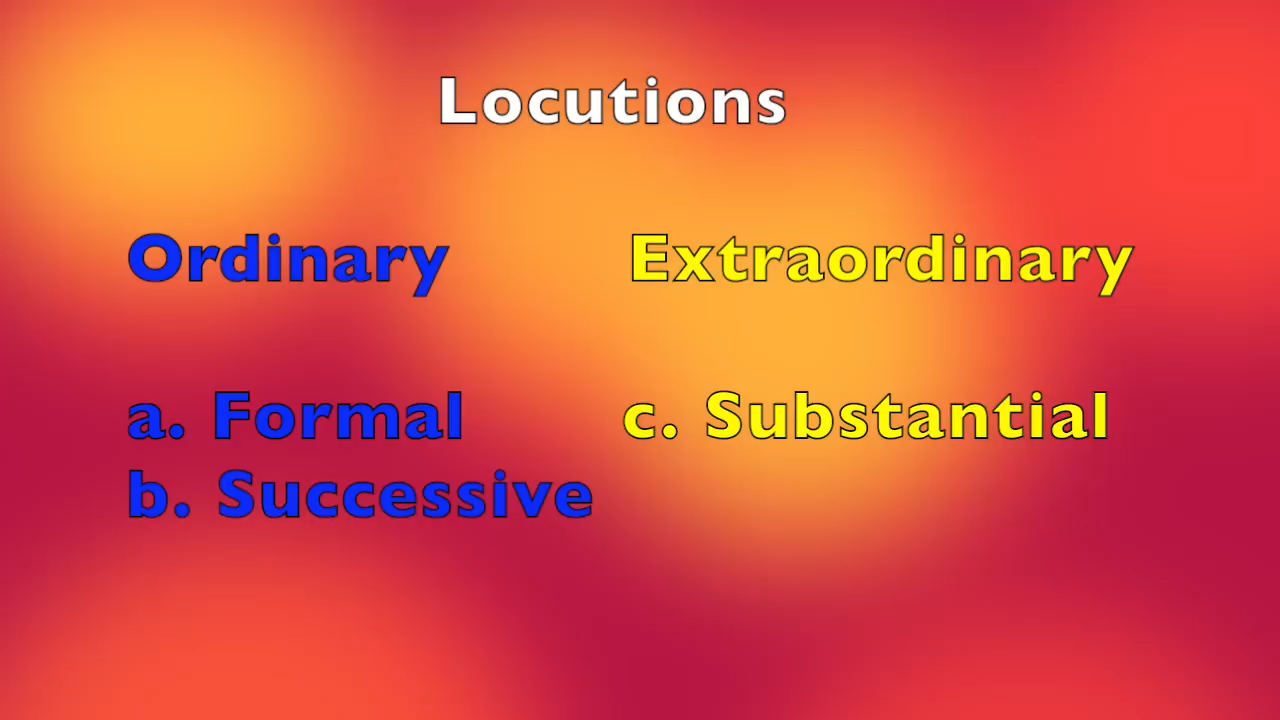 Locutions
Ordinary
Extraordinary
a. Formal
c. Substantial
b. Successive